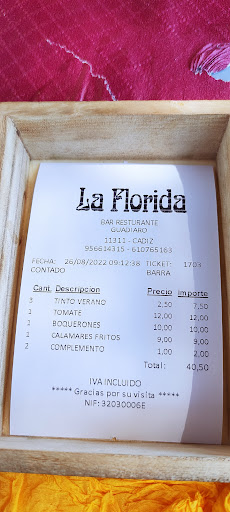 La Florida
BAR RESTURANTE
GUADIARO
11311 - CADIZ
956614315 - 610765163
FECHA: 26/08/2022 09:12:38 TICKET: 1703
CONTADO BARRA
Cant. Descripcion Precio Importe
3 TINTO VERANO 2,50 7,50
1 TOMATE 12,00 12,00
1 BOQUERONES 10,00 10,00
1 CALAMARES FRITOS 9,00 9,00
2 COMPLEMENTO 1,00 2,00
Total: 40,50
IVA INCLUIDO
***** Gracias por su visita *****
NIF: 32030006E